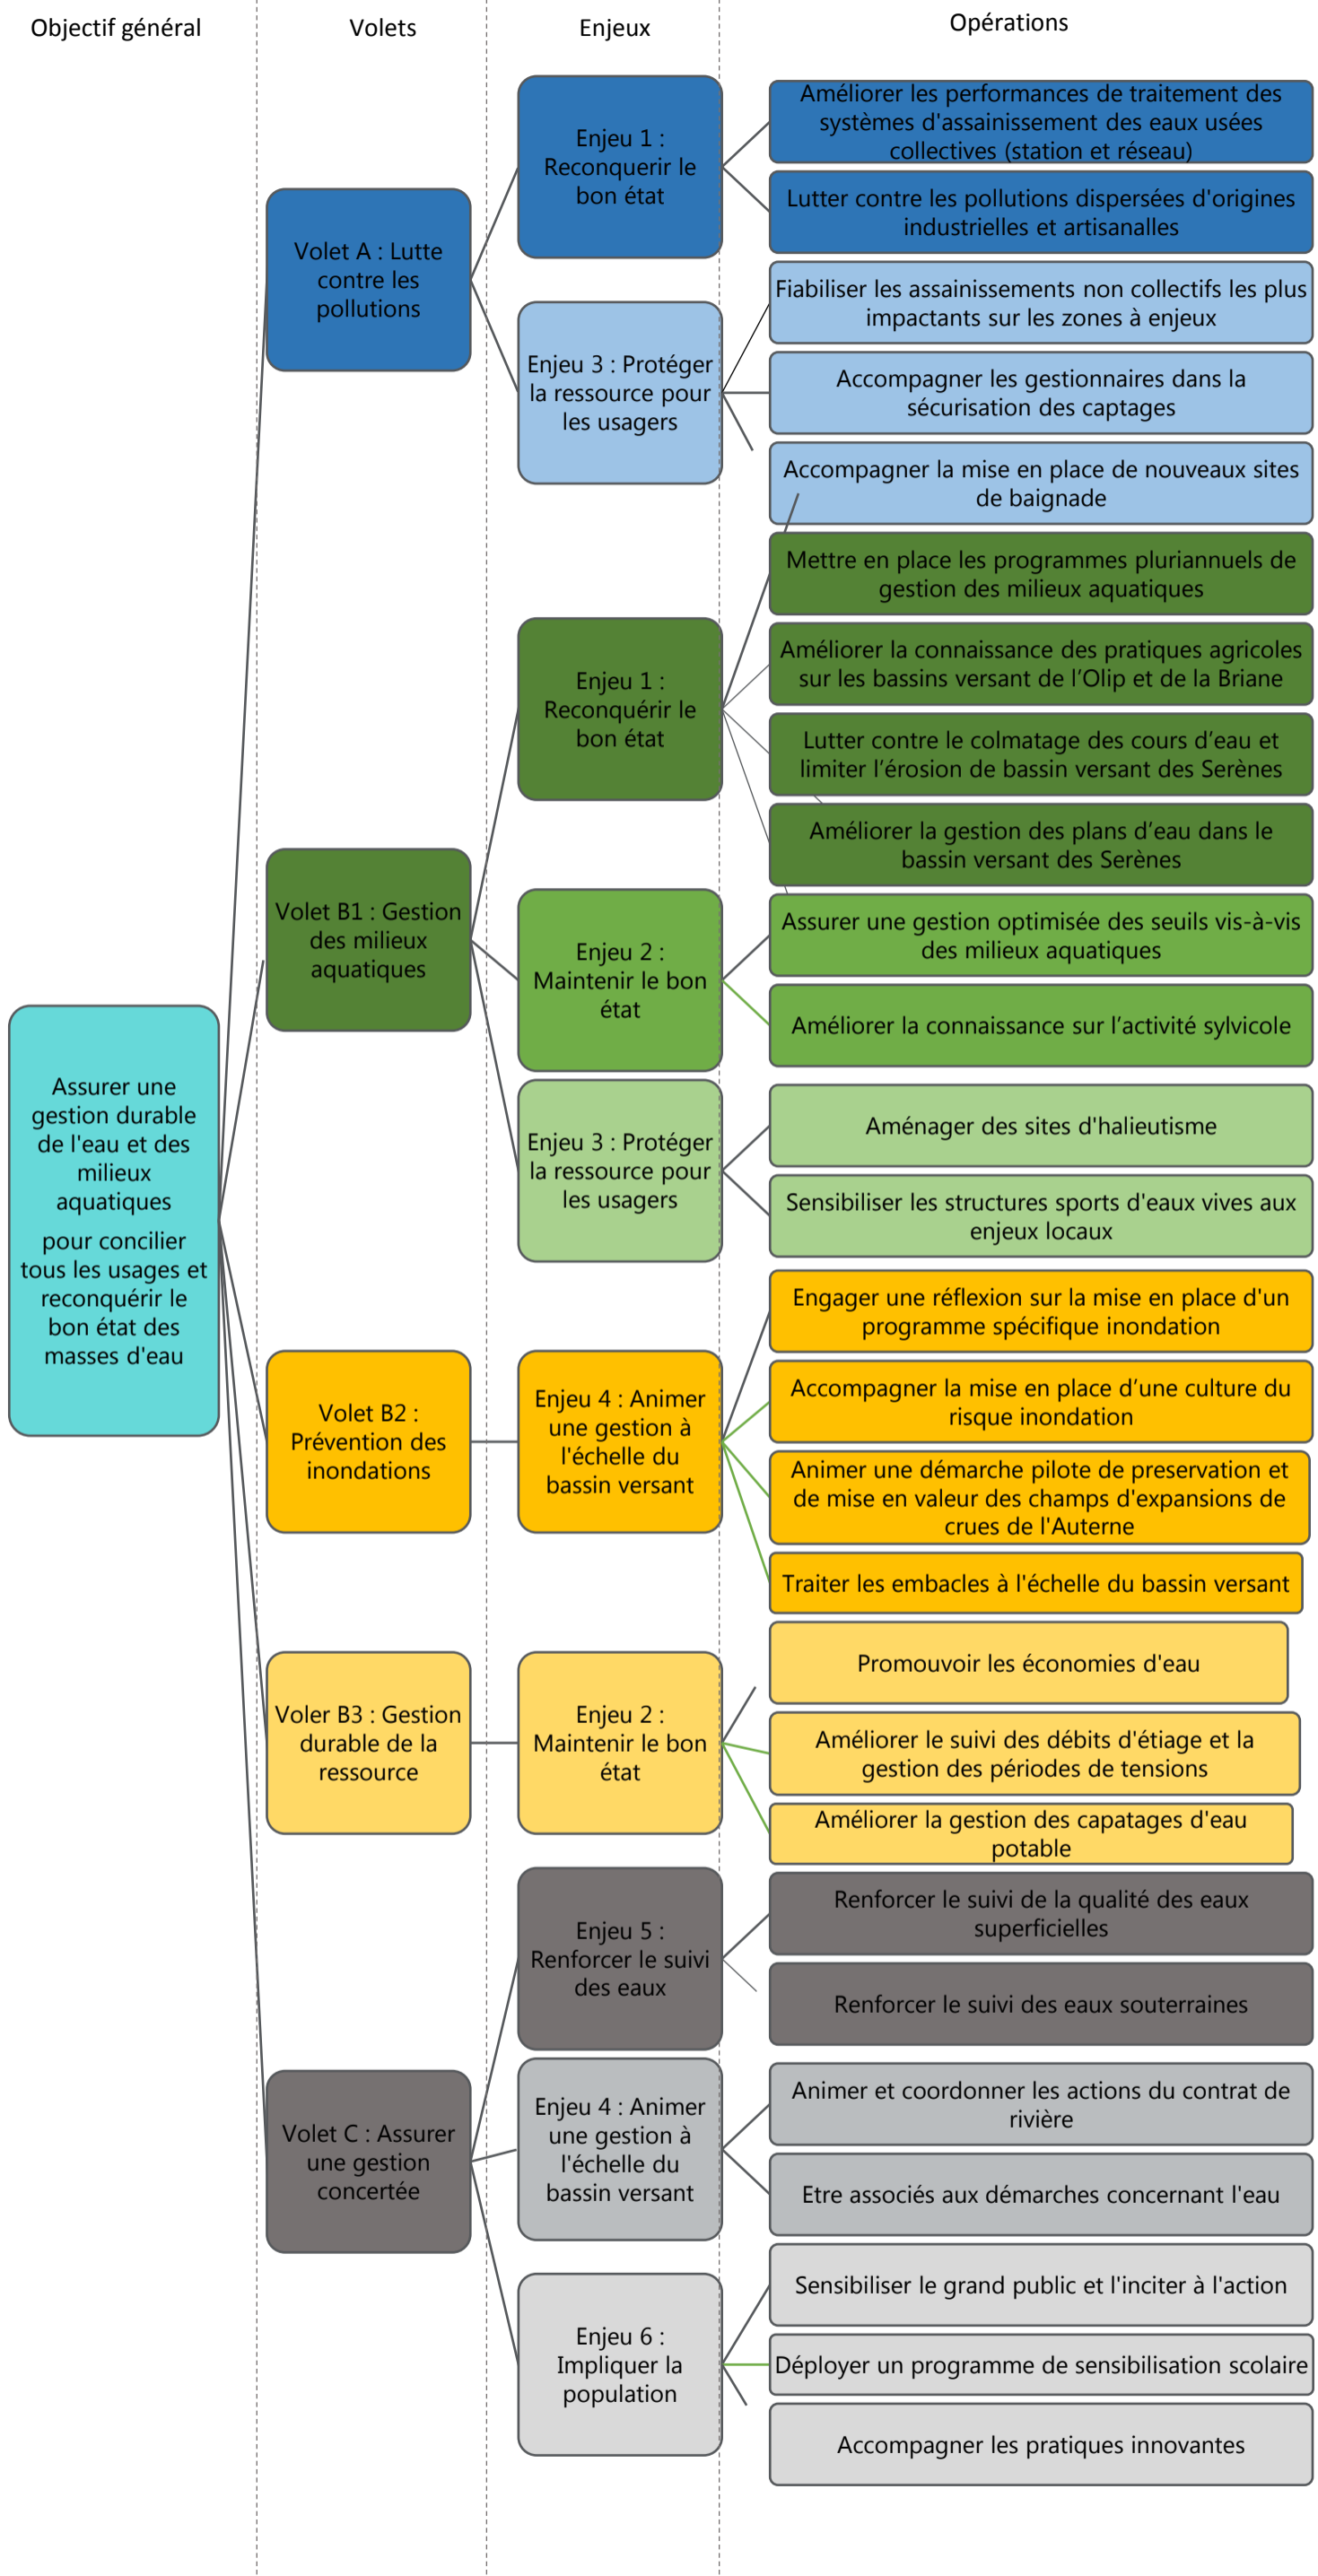 Objectif général
Volets
Enjeux
Opérations
Assurer une
gestion durable
de l'eau et des
milieux
aquatiques
pour concilier
tous les usages et
reconquérir le
bon état des
masses d'eau
Volet A : Lutte
contre les
pollutions
Enjeu 1 :
Reconquerir le
bon état
Améliorer les performances de traitement des
systèmes d'assainissement des eaux usées
collectives (station et réseau)
Lutter contre les pollutions dispersées d'origines
industrielles et artisanalles
Enjeu 3 : Protéger
la ressource pour
les usagers
Fiabiliser les assainissements non collectifs les plus
impactants sur les zones à enjeux
Accompagner les gestionnaires dans la
sécurisation des captages
Accompagner la mise en place de nouveaux sites
de baignade
Volet B1 : Gestion
des milieux
aquatiques
Enjeu 1 :
Reconquérir le
bon état
Mettre en place les programmes pluriannuels de
gestion des milieux aquatiques
Améliorer la connaissance des pratiques agricoles
sur les bassins versant de l’Olip et de la Briane
Lutter contre le colmatage des cours d’eau et
limiter l’érosion de bassin versant des Serènes
Améliorer la gestion des plans d’eau dans le
bassin versant des Serènes
Enjeu 2 :
Maintenir le bon
état
Assurer une gestion optimisée des seuils vis-à-vis
des milieux aquatiques
Améliorer la connaissance sur l’activité sylvicole
Enjeu 3 : Protéger
la ressource pour
les usagers
Aménager des sites d'halieutisme
Sensibiliser les structures sports d'eaux vives aux
enjeux locaux
Volet B2 :
Prévention des
inondations
Enjeu 4 : Animer
une gestion à
l'échelle du
bassin versant
Engager une réflexion sur la mise en place d'un
programme spécifique inondation
Accompagner la mise en place d’une culture du
risque inondation
Animer une démarche pilote de preservation et
de mise en valeur des champs d'expansions de
crues de l'Auterne
Traiter les embacles à l'échelle du bassin versant
Voler B3 : Gestion
durable de la
ressource
Enjeu 2 :
Maintenir le bon
état
Promouvoir les économies d'eau
Améliorer le suivi des débits d'étiage et la
gestion des périodes de tensions
Améliorer la gestion des capatages d'eau
potable
Volet C : Assurer
une gestion
concertée
Enjeu 5 :
Renforcer le suivi
des eaux
Renforcer le suivi de la qualité des eaux
superficielles
Renforcer le suivi des eaux souterraines
Enjeu 4 : Animer
une gestion à
l'échelle du
bassin versant
Animer et coordonner les actions du contrat de
rivière
Etre associés aux démarches concernant l'eau
Enjeu 6 :
Impliquer la
population
Sensibiliser le grand public et l'inciter à l'action
Déployer un programme de sensibilisation scolaire
Accompagner les pratiques innovantes